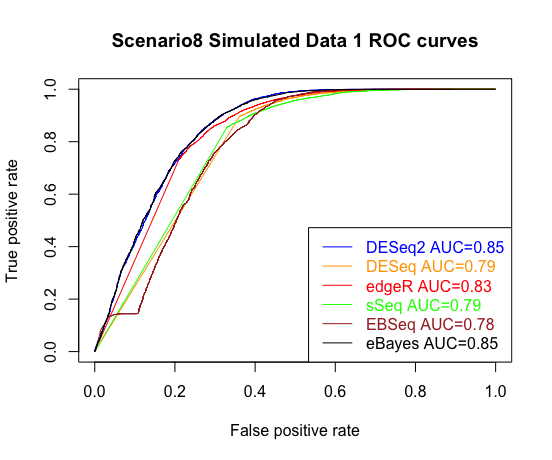 Scenario8 Simulated Data 1 ROC curves
True positive rate
1.0
0.8
0.6
0.4
0.2
0.0
DESeq2 AUC=0.85
DESeq AUC=0.79
edgeR AUC=0.83
sSeq AUC=0.79
EBSeq AUC=0.78
eBayes AUC=0.85
0.0 0.2 0.4 0.6 0.8 1.0
False positive rate